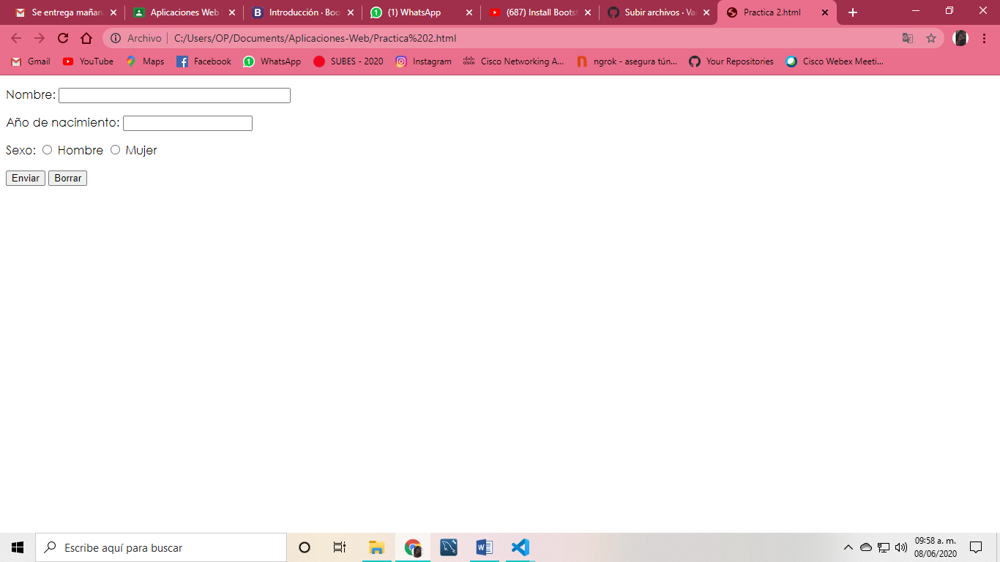 Se entrega mañan
Aplicaciones Web
Introducción · Boo
(1) WhatsApp
(687) Install Bootst
Subir archivos · Va
Practica 2.html
Archivo | C:/Users/OP/Documents/Aplicaciones-Web/Practica%202.html
Gmail YouTube Maps Facebook WhatsApp SUBES - 2020 Instagram Cisco Networking A... ngrok - asegura tún... Your Repositories Cisco Webex Meeti...
Nombre:
Año de nacimiento:
Sexo: Hombre Mujer
Enviar Borrar
Escribe aquí para buscar
09:58 a. m.
08/06/2020